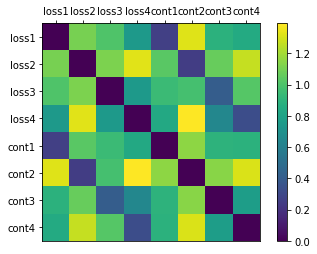 loss1 loss2 loss3 loss4 cont1 cont2 cont3 cont4
loss1
loss2
loss3
loss4
cont1
cont2
cont3
cont4
1.2
1.0
0.8
0.6
0.4
0.2
0.0